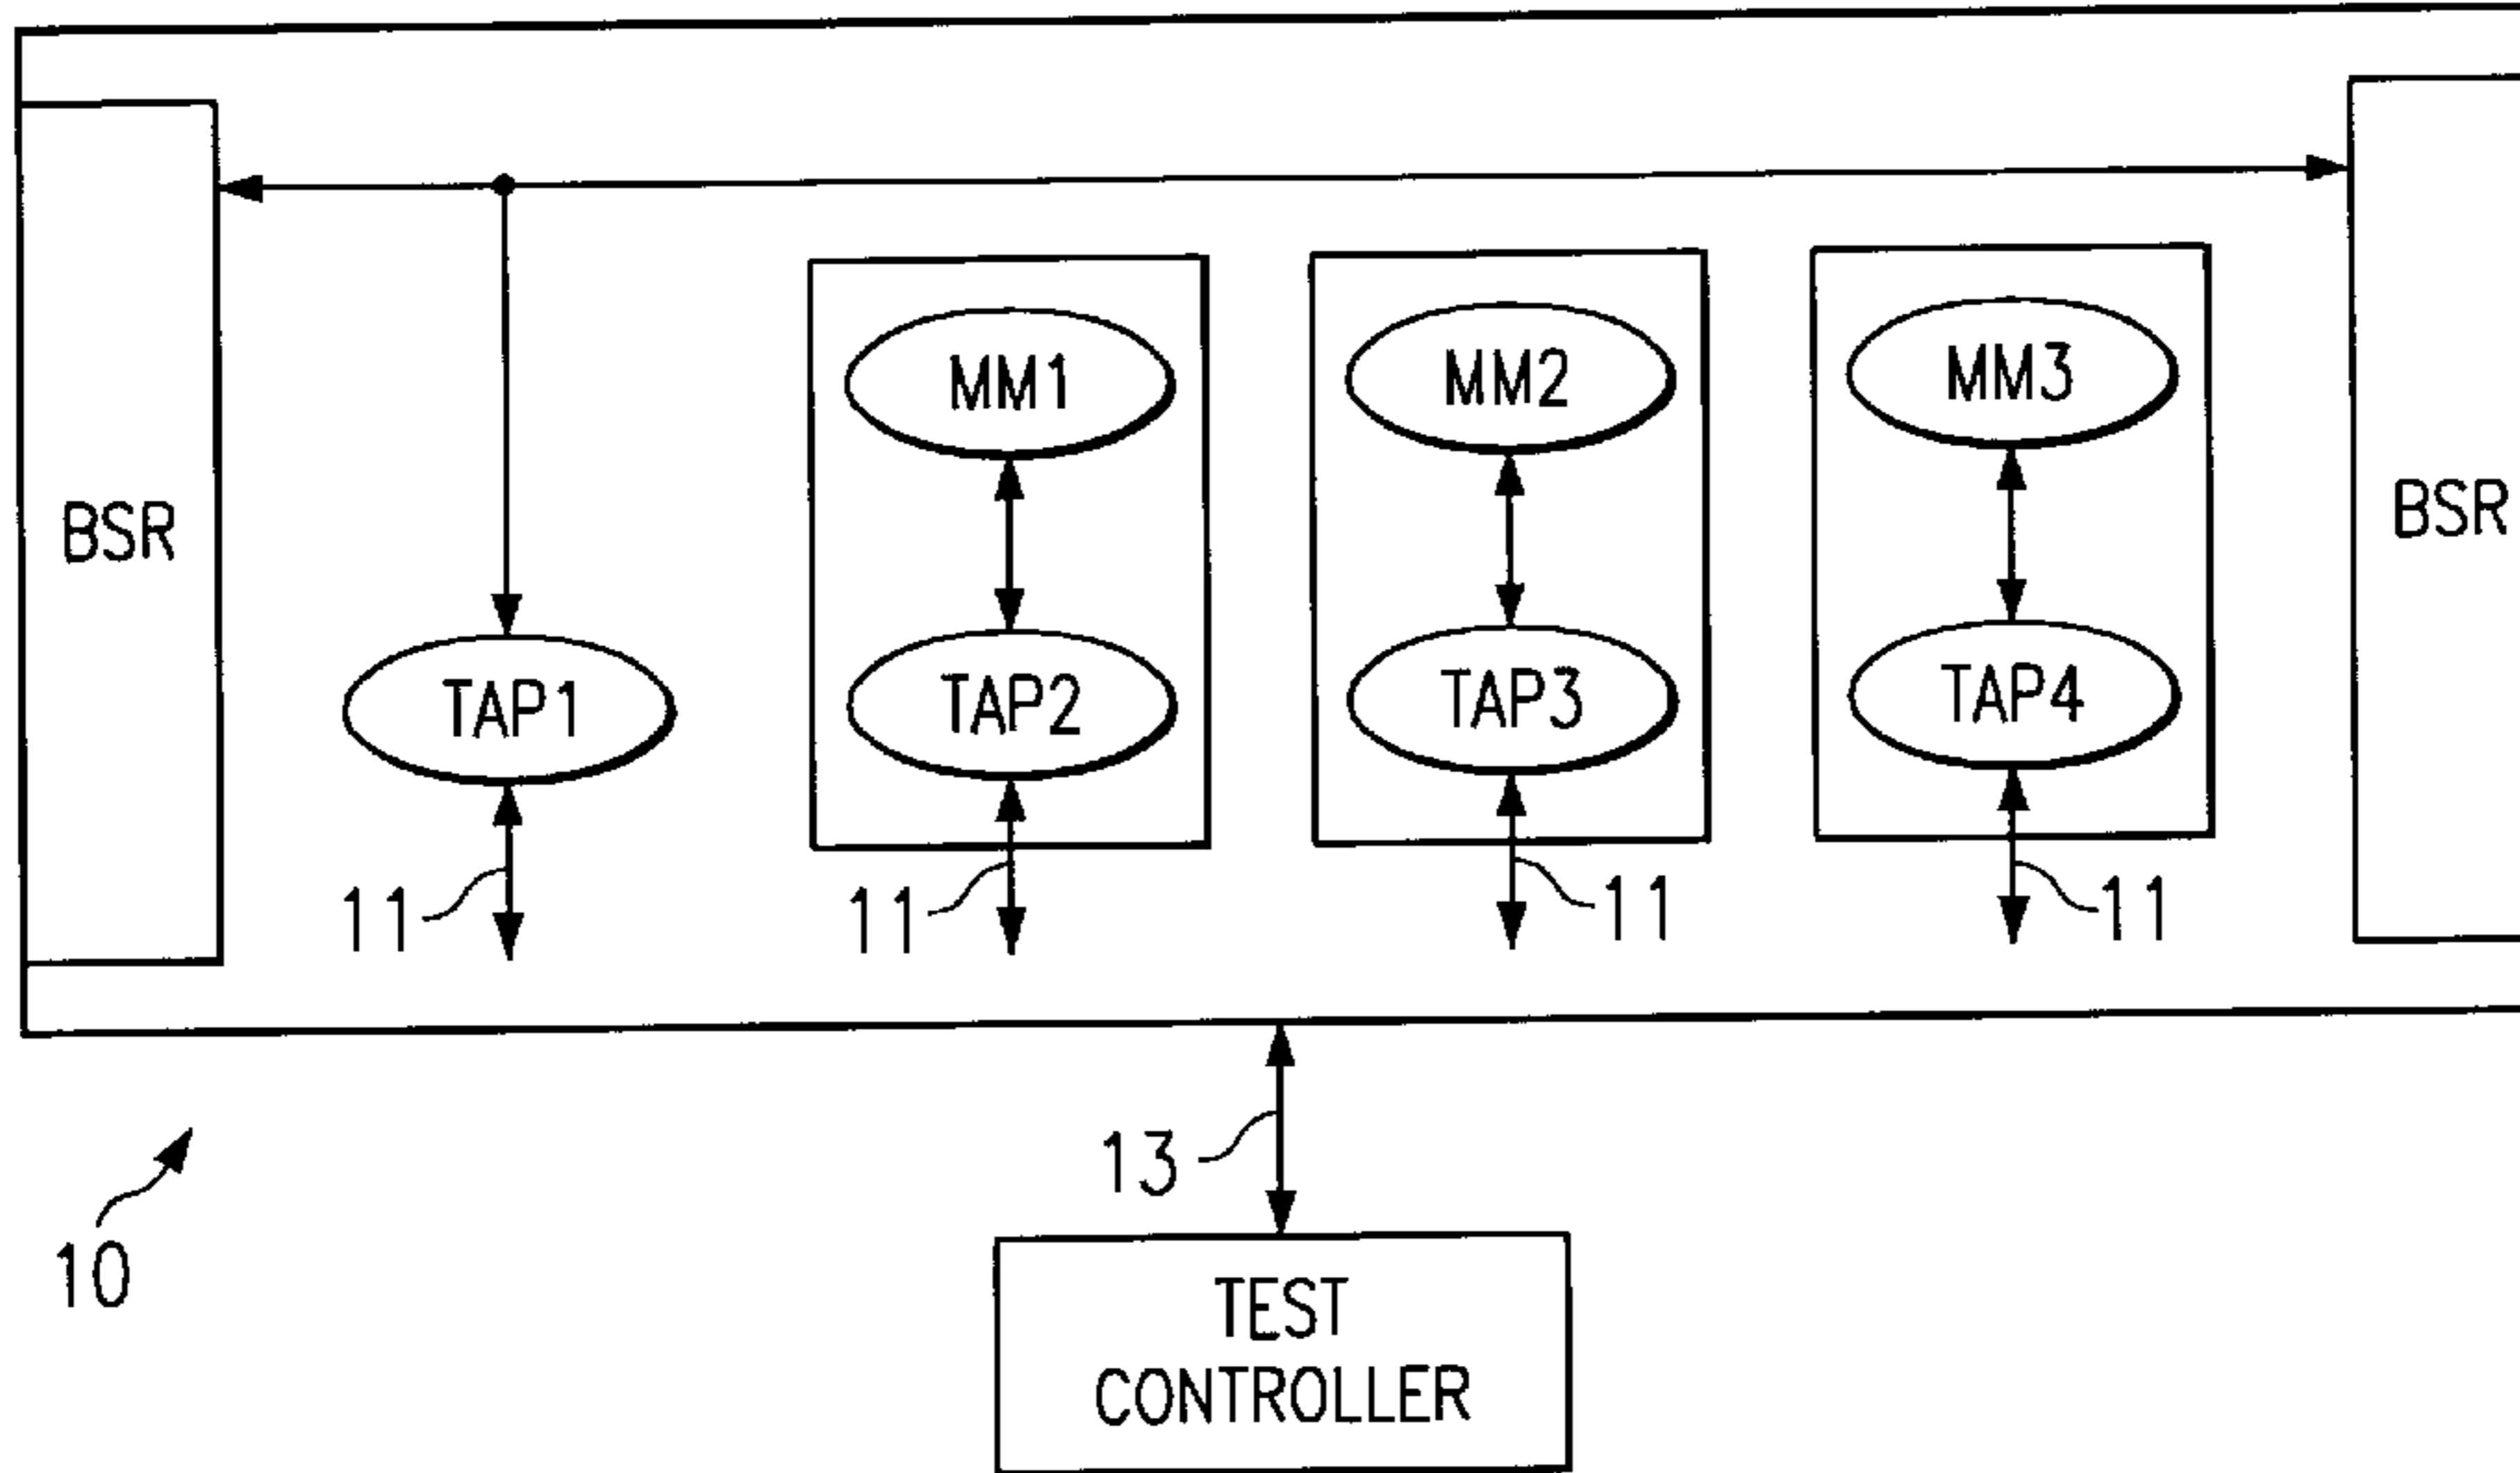 MM1
MM2
MM3
BSR
BSR
TAP1
TAP2
TAP3
TAP4
11
11
11
11
13
10
TEST
CONTROLLER